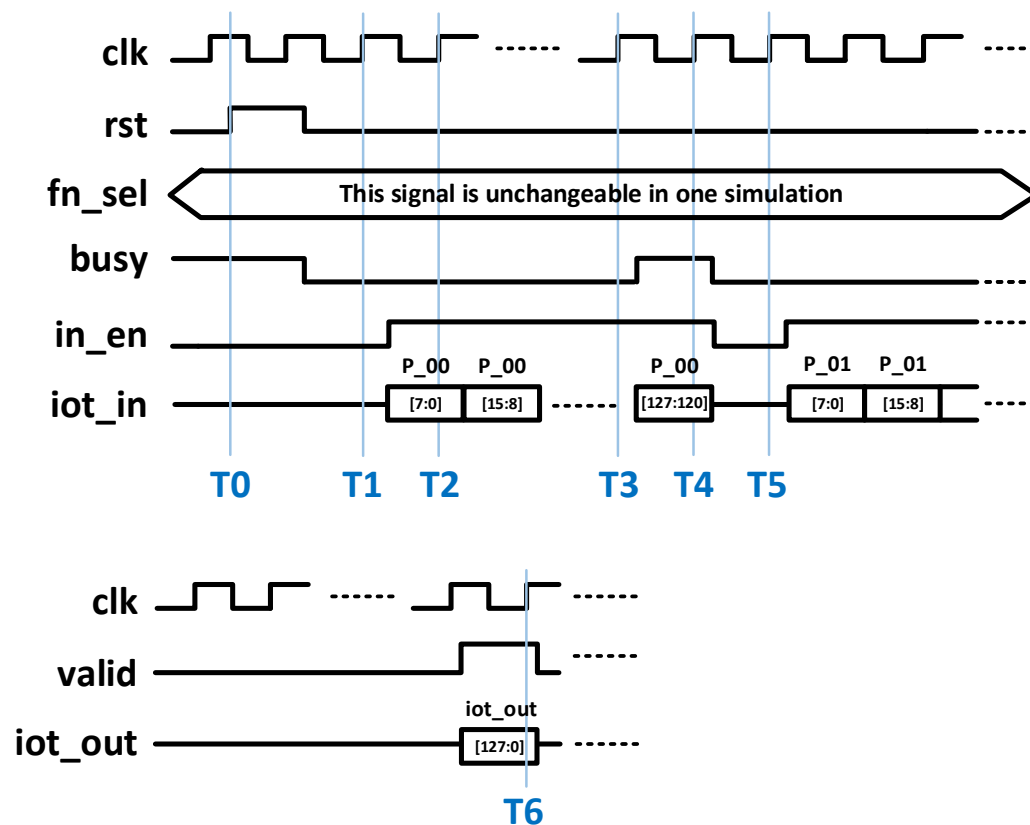 clk
rst
fn_sel This signal is unchangeable in one simulation
busy
in_en
P_00 P_00 P_00 P_01 P_01
iot_in [7:0] [15:8] [127:120] [7:0] [15:8]
T0 T1 T2 T3 T4 T5
clk
valid
iot_out
iot_out [127:0]
T6